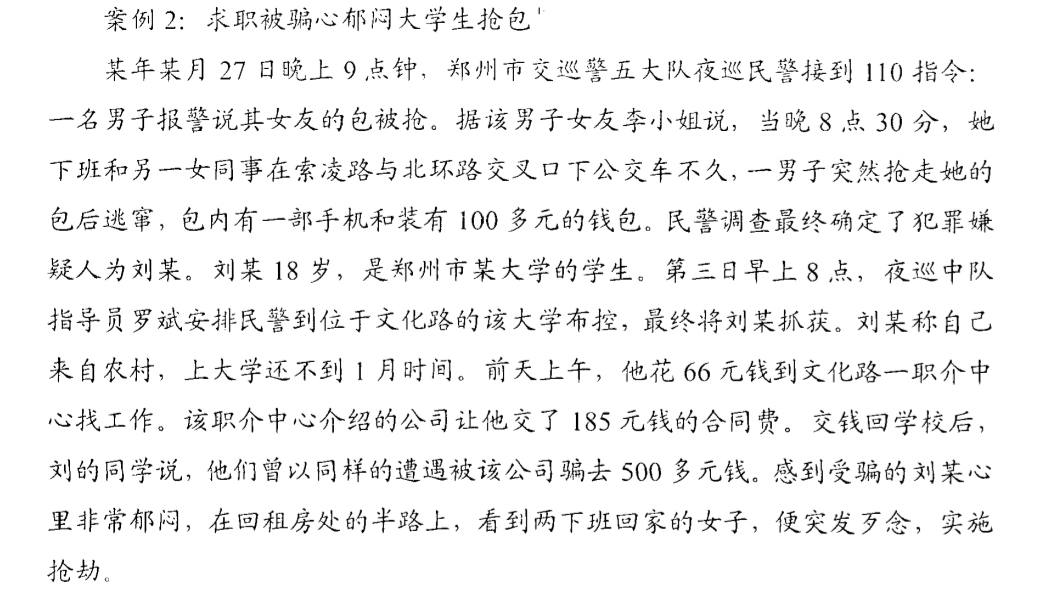 案例 2：求职被骗心郁闷大学生抢包
某年某月 27 日晚上 9 点钟，郑州市交巡警五大队夜巡民警接到 110 指令：
一名男子报警说其女友的包被抢。据该男子女友李小姐说，当晚 8 点 30 分，她
下班和另一女同事在索凌路与北环路交叉口下公交车不久，一男子突然抢走她的
包后逃窜，包内有一部手机和装有 100 多元的钱包。民警调查最终确定了犯罪嫌
疑人为刘某。刘某 18 岁，是郑州市某大学的学生。第三日早上 8 点，夜巡中队
指导员罗斌安排民警到位于文化路的该大学布控，最终将刘某抓获。刘某称自己
来自农村，上大学还不到 1 月时间。前天上午，他花 66 元钱到文化路一职介中
心找工作。该职介中心介绍的公司让他交了 185 元钱的合同费。交钱回学校后，
刘的同学说，他们曾以同样的遭遇被该公司骗去 500 多元钱。感到受骗的刘某心
里非常郁闷，在回租房处的半路上，看到两下班回家的女子，便突发歹念，实施
抢劫。